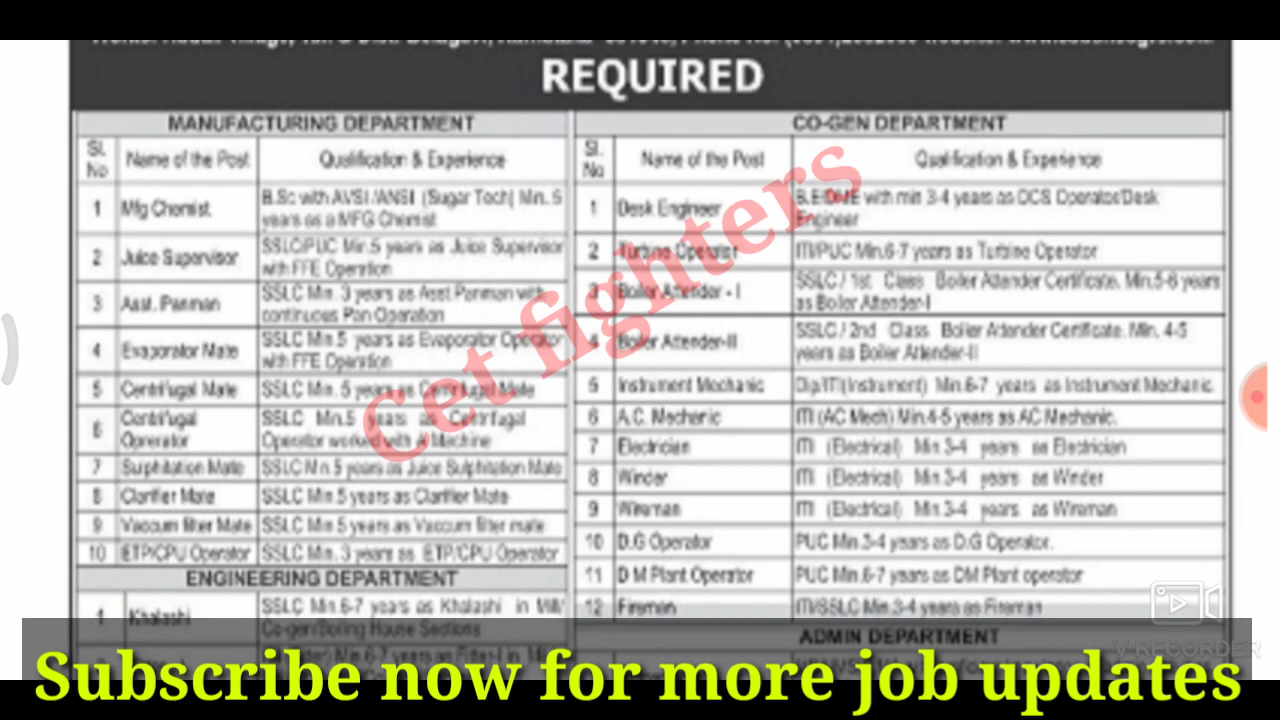 REQUIRED
MANUFACTURING DEPARTMENT
Sl. No Name of the Post Qualification & Experience
1 Mfg Chemist B.Sc with AVSI /ANSI (Sugar Tech) Min. 5
years as a MFG Chemist
2 Juice Supervisor SSLC/PUC Min.5 years as Juice Supervisor
with FFE Operation
3 Asst. Panman SSLC Min. 3 years as Asst Panman with
continuous Pan Operation
4 Evaporator Mate SSLC Min.5 years as Evaporator Operator
with FFE Operation
5 Centrifugal Mate SSLC Min. 5 years as Centrifugal Mate
6 Centrifugal Operator SSLC Min.5 years as Centrifugal
Operator worked with Machine
7 Sulphitation Mate SSLC Min 5 years as Juice Sulphitation Mate
8 Clarifier Mate SSLC Min 5 years as Clarifier Mate
9 Vaccum filter Mate SSLC Min.5 years as Vaccum filter mate
10 ETP/CPU Operator SSLC Min. 3 years as ETP/CPU Operator
ENGINEERING DEPARTMENT
1 Khalashi SSLC Min.6-7 years as Khalashi in Mill/
Co-gen/Boiling House Sections
CO-GEN DEPARTMENT
Sl. No Name of the Post Qualification & Experience
1 Desk Engineer B.E/DME with min 3-4 years as DCS Operator/Desk
Engineer
2 Turbine Operator ITI/PUC Min.6-7 years as Turbine Operator
3 Boiler Attender - I SSLC / 1st Class Boiler Attender Certificate. Min.5-6 years
as Boiler Attender-I
4 Boiler Attender-II SSLC / 2nd Class Boiler Attender Certificate. Min. 4-5
years as Boiler Attender-II
5 Instrument Mechanic Dip/ITI(Instrument) Min.6-7 years as Instrument Mechanic.
6 A.C. Mechanic ITI (AC Mech) Min.4-5 years as AC Mechanic.
7 Electrician ITI (Electrical) Min.3-4 years as Electrician
8 Winder ITI (Electrical) Min.3-4 years as Winder
9 Wireman ITI (Electrical) Min.3-4 years as Wireman
10 D.G Operator PUC Min.3-4 years as D.G Operator.
11 D M Plant Operator PUC Min.6-7 years as DM Plant operator
12 Fireman ITI/SSLC Min.3-4 years as Fireman
ADMIN DEPARTMENT
cet fighters
V RECORDER
Subscribe now for more job updates